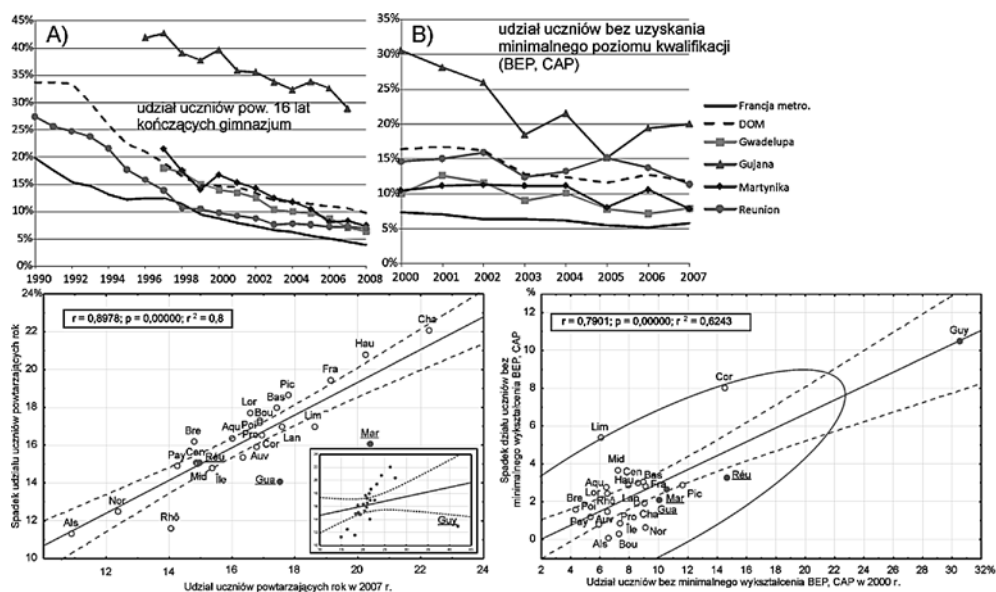 A)
udział uczniów pow. 16 lat
kończących gimnazjum
45%
40%
35%
30%
25%
20%
15%
10%
5%
0%
1990 1992 1994 1996 1998 2000 2002 2004 2006 2008
B)
udział uczniów bez uzyskania
minimalnego poziomu kwalifikacji
(BEP, CAP)
35%
30%
25%
20%
15%
10%
5%
0%
2000 2001 2002 2003 2004 2005 2006 2007
Francja metro.
DOM
Gwadelupa
Gujana
Martynika
Reunion
24%
22
20
18
16
14
12
10
Spadek udziału uczniów powtarzających rok
r = 0,8978; p = 0,00000; r² = 0,8
Cha
Hau
Fra
Pic
Bas
Lor
Bou
Lim
Poi
Aqu
Lan
Bre
Pro
Mar
Cor
Pay
Cen
Réu
Auv
Mid
Île
Gua
Nor
Rhô
Als
Guy
10 12 14 16 18 20 22 24
Udział uczniów powtarzających rok w 2007 r.
%
12
10
8
6
4
2
0
Spadek działu uczniów bez
minimalnego wykształcenia BEP, CAP
r = 0,7901; p = 0,00000; r² = 0,6243
Guy
Cor
Lim
Mid
Cen
Bas
Aqu
Hau
Fra
Réu
Lor
Mar
Pic
Rhô
Lan
Bre
Poi
Gua
Pay
Auv
Pro
Cha
Île
Nor
Als
Bou
2 4 6 8 10 12 14 16 18 20 22 24 26 28 30 32%
Udział uczniów bez minimalnego wykształcenia BEP, CAP w 2000 r.